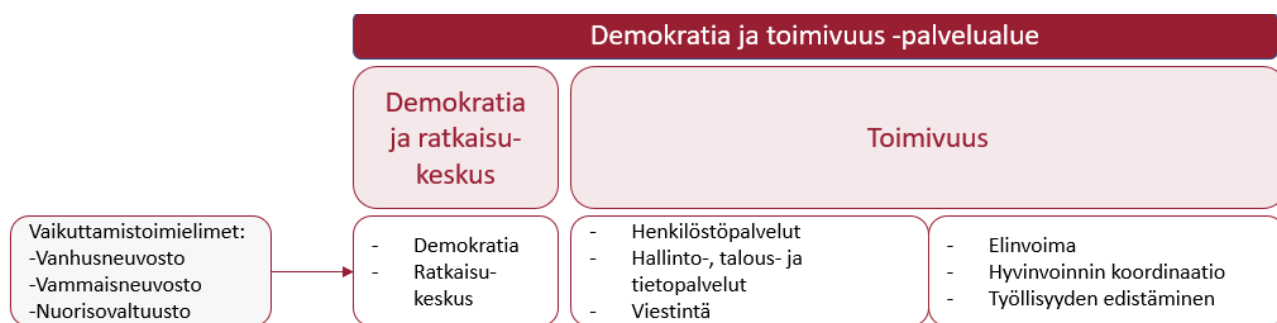 Demokratia ja toimivuus -palvelualue
Demokratia
ja ratkaisu-
keskus
Toimivuus
Vaikuttamistoimielimet:
-Vanhusneuvosto
-Vammaisneuvosto
-Nuorisovaltuusto
- Demokratia
- Ratkaisu-
keskus
- Henkilöstöpalvelut
- Hallinto-, talous- ja
tietopalvelut
- Viestintä
- Elinvoima
- Hyvinvoinnin koordinaatio
- Työllisyyden edistäminen